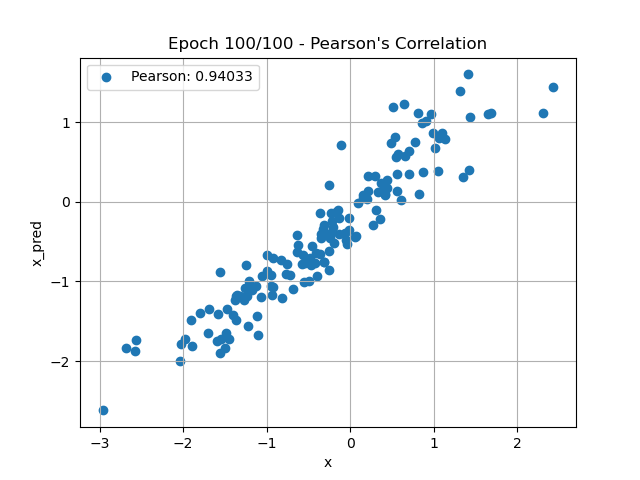 Epoch 100/100 - Pearson's Correlation
Pearson: 0.94033
x_pred
1
0
−1
−2
−3
−2
−1
0
1
2
x